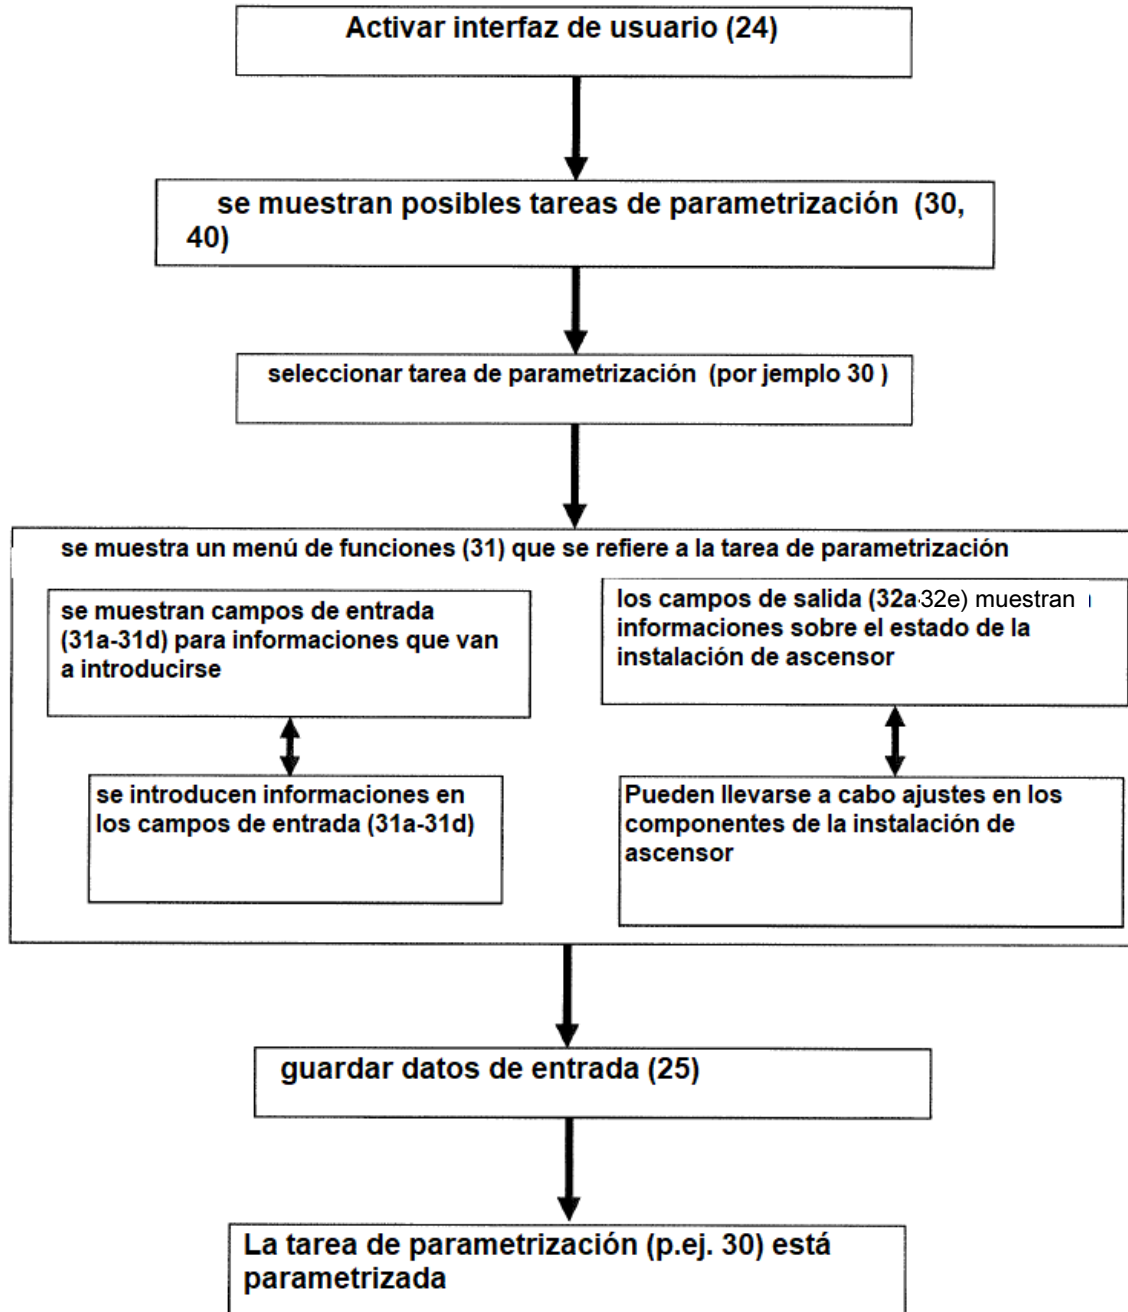 Activar interfaz de usuario (24)
se muestran posibles tareas de parametrización (30,
40)
seleccionar tarea de parametrización (por jemplo 30 )
se muestra un menú de funciones (31) que se refiere a la tarea de parametrización
se muestran campos de entrada
(31a-31d) para informaciones que van
a introducirse
los campos de salida (32a-32e) muestran
informaciones sobre el estado de la
instalación de ascensor
se introducen informaciones en
los campos de entrada (31a-31d)
Pueden llevarse a cabo ajustes en los
componentes de la instalación de
ascensor
guardar datos de entrada (25)
La tarea de parametrización (p.ej. 30) está
parametrizada